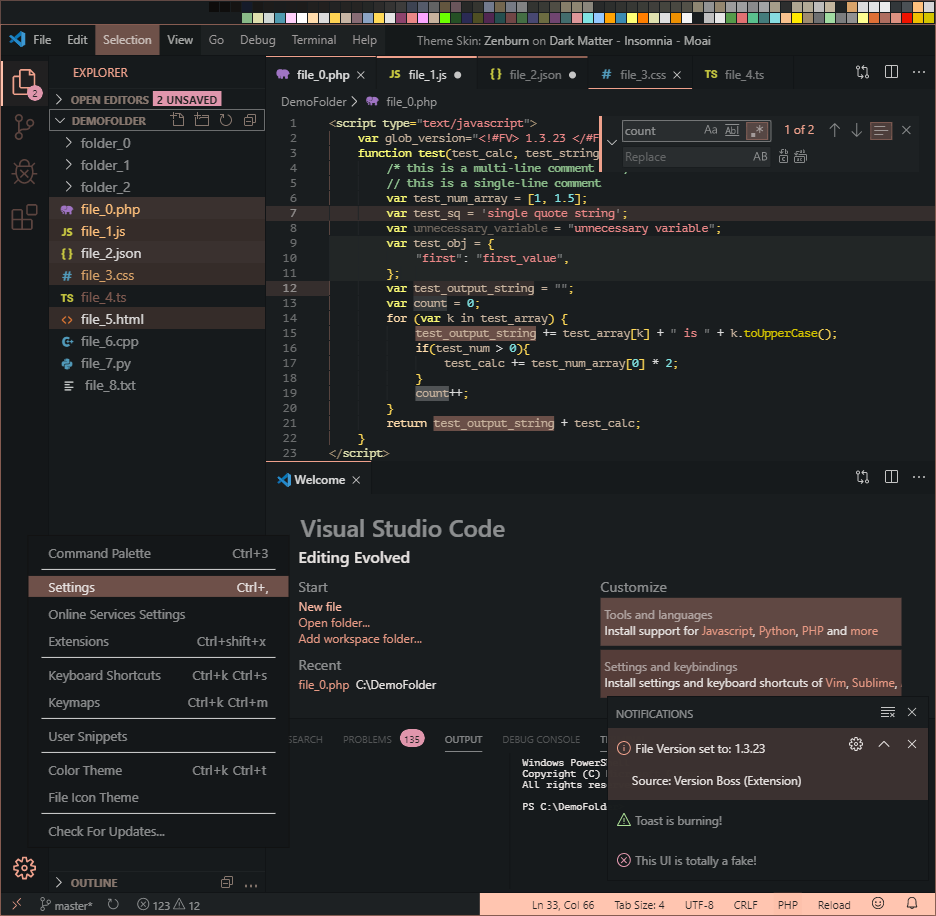 File Edit Selection View Go Debug Terminal Help Theme Skin: Zenburn on Dark Matter - Insomnia - Moai
2
EXPLORER
OPEN EDITORS 2 UNSAVED
DEMOFOLDER
folder_0
folder_1
folder_2
file_0.php
JS file_1.js
{} file_2.json
# file_3.css
TS file_4.ts
<> file_5.html
file_6.cpp
file_7.py
file_8.txt
file_0.php JS file_1.js {} file_2.json # file_3.css TS file_4.ts
DemoFolder file_0.php
count Aa Abl .* 1 of 2
Replace AB
1 <script type="text/javascript">
2 var glob_version="<!#FV> 1.3.23 </#F
3 function test(test_calc, test_string
4 /* this is a multi-line comment
5 // this is a single-line comment
6 var test_num_array = [1, 1.5];
7 var test_sq = 'single quote string';
8 var unnecessary_variable = "unnecessary variable";
9 var test_obj = {
10 "first": "first_value",
11 };
12 var test_output_string = "";
13 var count = 0;
14 for (var k in test_array) {
15 test_output_string += test_array[k] + " is " + k.toUpperCase();
16 if(test_num > 0){
17 test_calc += test_num_array[0] * 2;
18 }
19 count++;
20 }
21 return test_output_string + test_calc;
22 }
23 </script>
Welcome
Visual Studio Code
Editing Evolved
Start
New file
Open folder...
Add workspace folder...
Recent
file_0.php C:\DemoFolder
Customize
Tools and languages
Install support for Javascript, Python, PHP and more
Settings and keybindings
Install settings and keyboard shortcuts of Vim, Sublime,
Command Palette Ctrl+3
Settings Ctrl+,
Online Services Settings
Extensions Ctrl+shift+x
Keyboard Shortcuts Ctrl+k Ctrl+s
Keymaps Ctrl+k Ctrl+m
User Snippets
Color Theme Ctrl+k Ctrl+t
File Icon Theme
Check For Updates...
SEARCH PROBLEMS 135 OUTPUT DEBUG CONSOLE T
Windows PowerS
Copyright (C)
All rights rese
PS C:\DemoFold
NOTIFICATIONS
File Version set to: 1.3.23
Source: Version Boss (Extension)
Toast is burning!
This UI is totally a fake!
OUTLINE
master* 123 12 Ln 33, Col 66 Tab Size: 4 UTF-8 CRLF PHP Reload